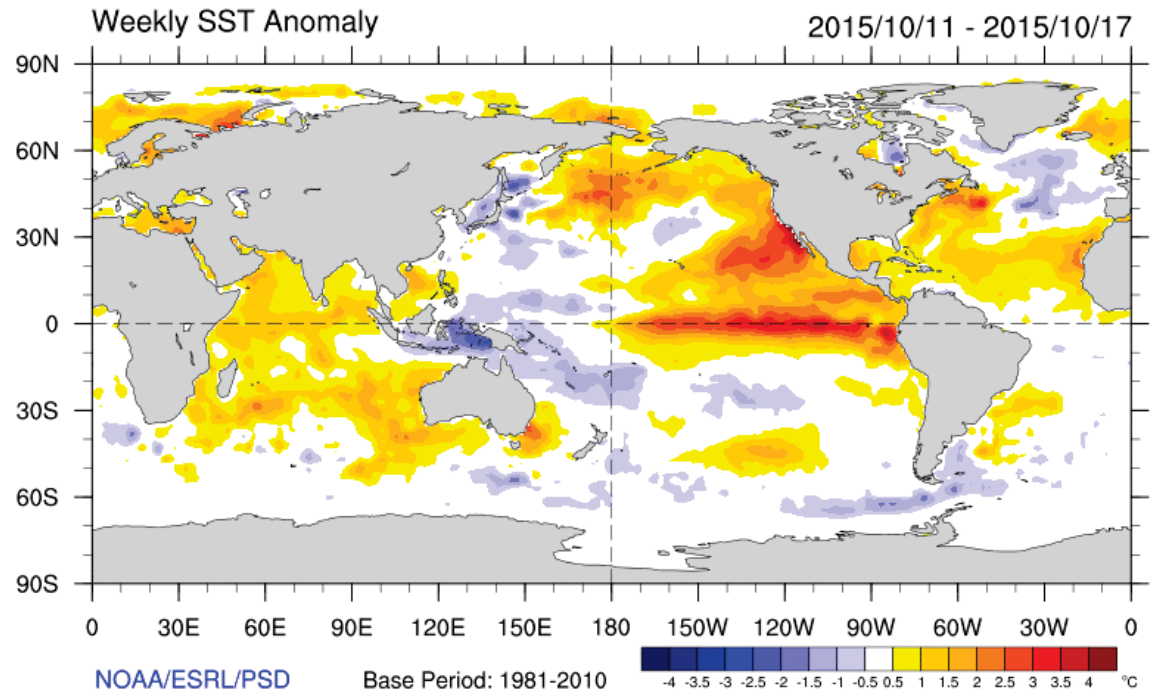 Weekly SST Anomaly 2015/10/11 - 2015/10/17
90N
60N
30N
0
30S
60S
90S
0 30E 60E 90E 120E 150E 180 150W 120W 90W 60W 30W 0
NOAA/ESRL/PSD Base Period: 1981-2010
-4 -3.5 -3 -2.5 -2 -1.5 -1 -0.5 0.5 1 1.5 2 2.5 3 3.5 4 °C